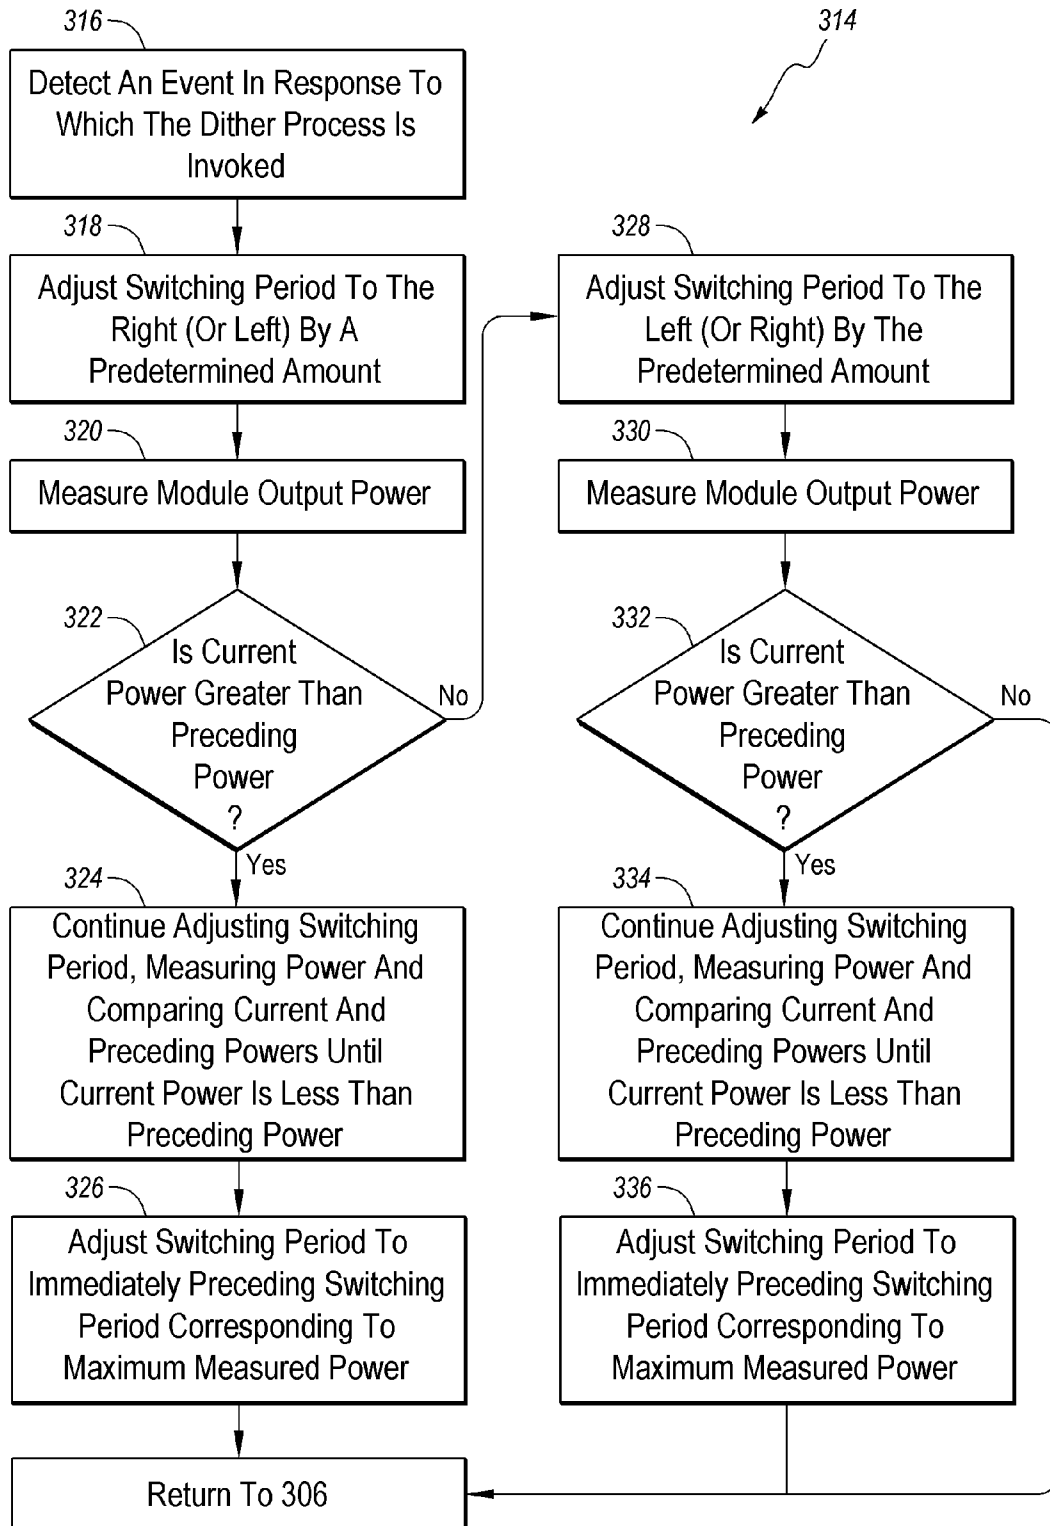 316
314
Detect An Event In Response To
Which The Dither Process Is
Invoked
318
Adjust Switching Period To The
Right (Or Left) By A
Predetermined Amount
320
Measure Module Output Power
322
Is Current
Power Greater Than
Preceding
Power
?
No
Yes
324
Continue Adjusting Switching
Period, Measuring Power And
Comparing Current And
Preceding Powers Until
Current Power Is Less Than
Preceding Power
326
Adjust Switching Period To
Immediately Preceding Switching
Period Corresponding To
Maximum Measured Power
Return To 306
328
Adjust Switching Period To The
Left (Or Right) By The
Predetermined Amount
330
Measure Module Output Power
332
Is Current
Power Greater Than
Preceding
Power
?
No
Yes
334
Continue Adjusting Switching
Period, Measuring Power And
Comparing Current And
Preceding Powers Until
Current Power Is Less Than
Preceding Power
336
Adjust Switching Period To
Immediately Preceding Switching
Period Corresponding To
Maximum Measured Power